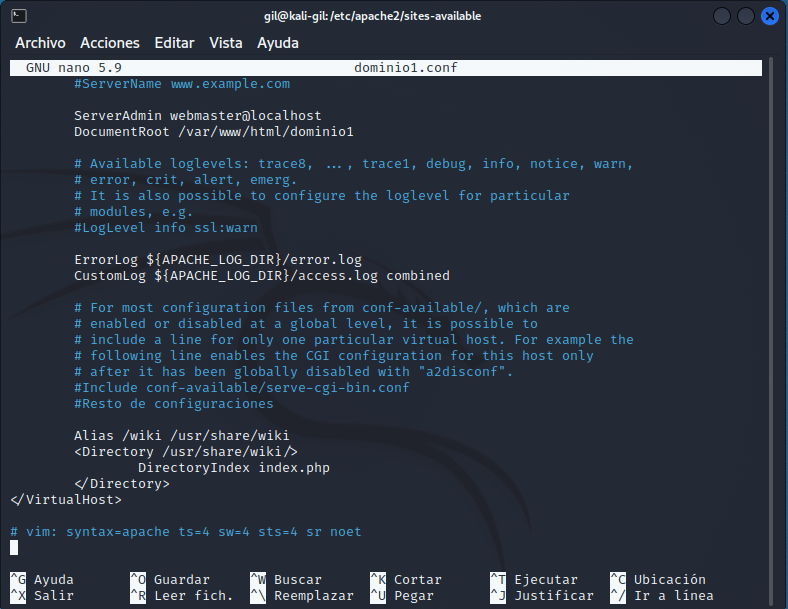 gil@kali-gil:/etc/apache2/sites-available
Archivo Acciones Editar Vista Ayuda
GNU nano 5.9 dominio1.conf
#ServerName www.example.com
ServerAdmin webmaster@localhost
DocumentRoot /var/www/html/dominio1
# Available loglevels: trace8, ..., trace1, debug, info, notice, warn,
# error, crit, alert, emerg.
# It is also possible to configure the loglevel for particular
# modules, e.g.
#LogLevel info ssl:warn
ErrorLog ${APACHE_LOG_DIR}/error.log
CustomLog ${APACHE_LOG_DIR}/access.log combined
# For most configuration files from conf-available/, which are
# enabled or disabled at a global level, it is possible to
# include a line for only one particular virtual host. For example the
# following line enables the CGI configuration for this host only
# after it has been globally disabled with "a2disconf".
#Include conf-available/serve-cgi-bin.conf
#Resto de configuraciones
Alias /wiki /usr/share/wiki
<Directory /usr/share/wiki/>
DirectoryIndex index.php
</Directory>
</VirtualHost>
# vim: syntax=apache ts=4 sw=4 sts=4 sr noet
^G Ayuda ^O Guardar ^W Buscar ^K Cortar ^T Ejecutar ^C Ubicación
^X Salir ^R Leer fich. ^\ Reemplazar ^U Pegar ^J Justificar ^/ Ir a línea